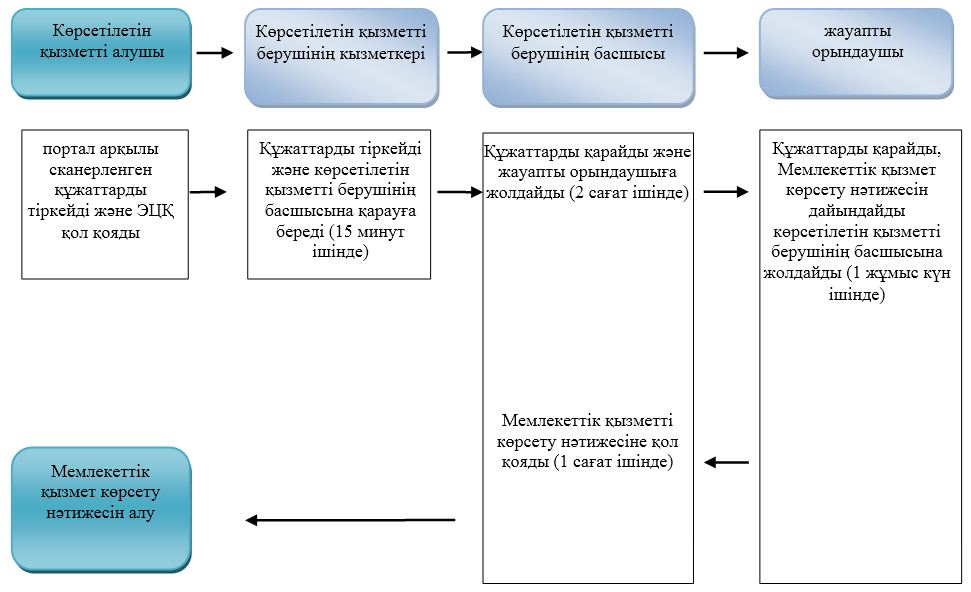 Көрсетілетін
қызметті алушы
Көрсетілетін қызметті
берушінің кызметкері
Көрсетілетін қызметті
берушінің басшысы
жауапты
орындаушы
портал арқылы
сканерленген
құжаттарды
тіркейді және ЭЦҚ
қол қояды
Құжаттарды тіркейді
және көрсетілетін
қызметті берушінің
басшысына қарауға
береді (15 минут
ішінде)
Құжаттарды қарайды және
жауапты орындаушыға
жолдайды (2 сағат ішінде)
Құжаттарды қарайды,
Мемлекеттік қызмет
көрсету нәтижесін
дайындайды
көрсетілетін қызметті
берушінің басшысына
жолдайды (1 жұмыс күн
ішінде)
Мемлекеттік қызметті
көрсету нәтижесіне қол
қояды (1 сағат ішінде)
Мемлекеттік
қызмет көрсету
нәтижесін алу